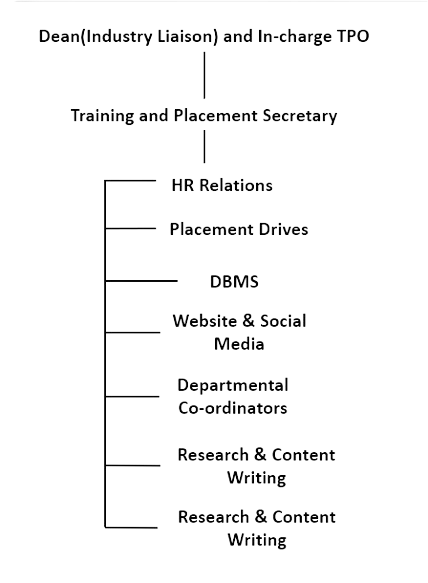 Dean(Industry Liaison) and In-charge TPO
Training and Placement Secretary
HR Relations
Placement Drives
DBMS
Website & Social
Media
Departmental
Co-ordinators
Research & Content
Writing
Research & Content
Writing